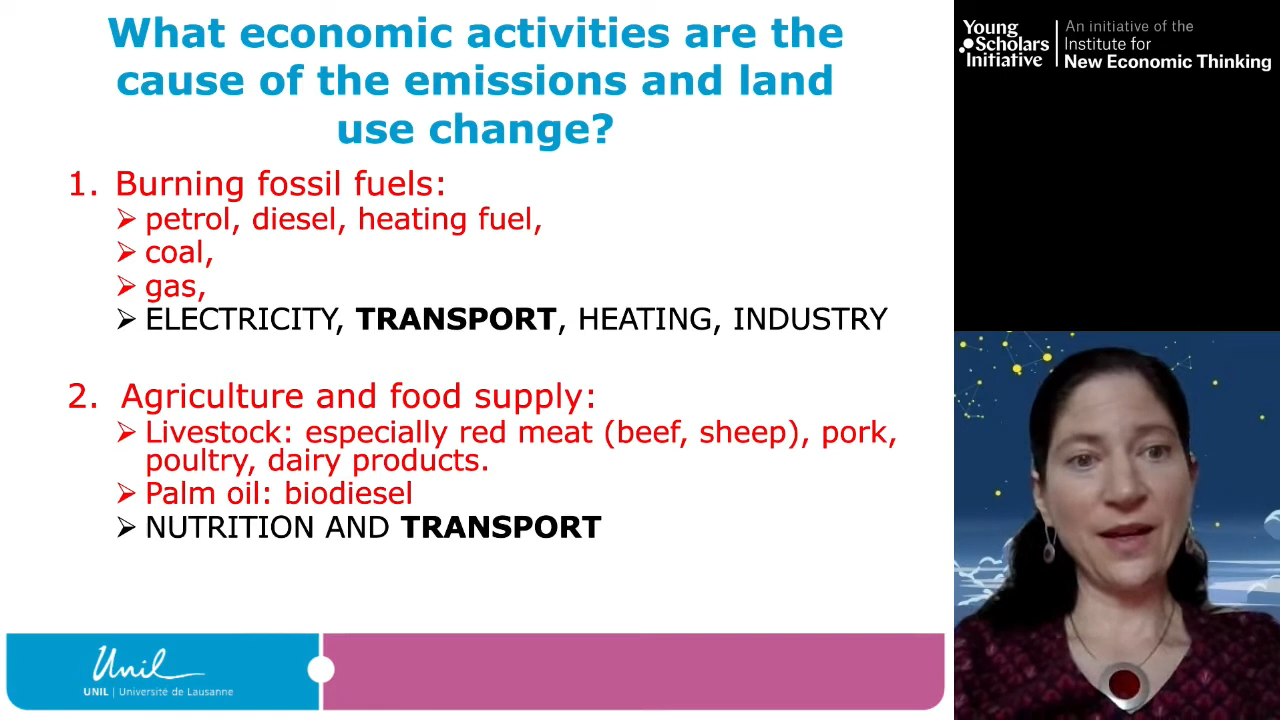 What economic activities are the
cause of the emissions and land
use change?
1. Burning fossil fuels:
➢ petrol, diesel, heating fuel,
➢ coal,
➢ gas,
➢ ELECTRICITY, TRANSPORT, HEATING, INDUSTRY
2. Agriculture and food supply:
➢ Livestock: especially red meat (beef, sheep), pork,
poultry, dairy products.
➢ Palm oil: biodiesel
➢ NUTRITION AND TRANSPORT
Unil
UNIL | Université de Lausanne
Young
Scholars
Initiative
An initiative of the
Institute for
New Economic Thinking